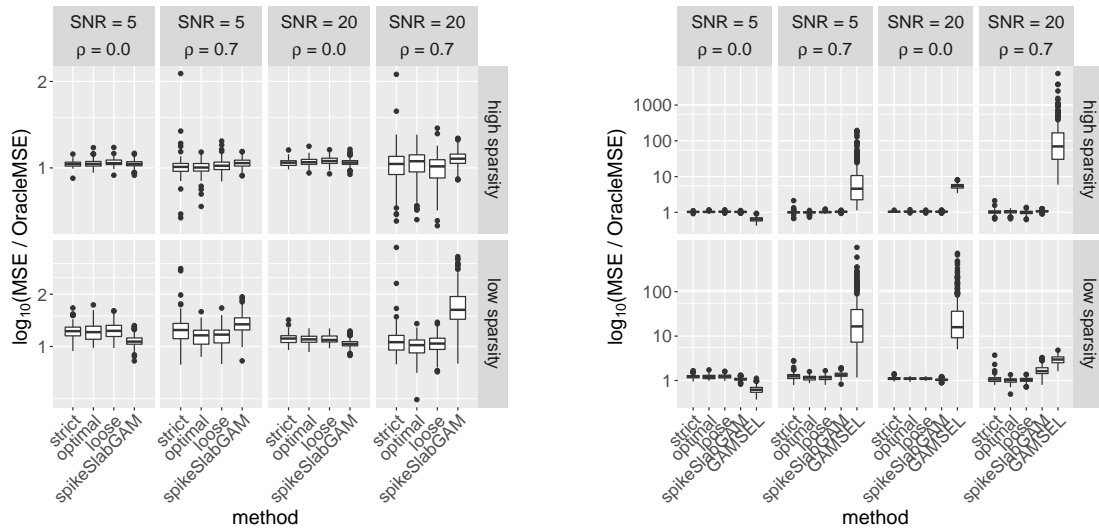 SNR = 5 SNR = 5 SNR = 20 SNR = 20
ρ = 0.0 ρ = 0.7 ρ = 0.0 ρ = 0.7
log10(MSE / OracleMSE)
2
1
high sparsity
2
1
low sparsity
strict optimal loose spikeSlabGAM strict optimal loose spikeSlabGAM strict optimal loose spikeSlabGAM strict optimal loose spikeSlabGAM
method
SNR = 5 SNR = 5 SNR = 20 SNR = 20
ρ = 0.0 ρ = 0.7 ρ = 0.0 ρ = 0.7
log10(MSE / OracleMSE)
1000
100
10
1
high sparsity
100
10
1
low sparsity
strict optimal loose spikeSlabGAM GAMSEL strict optimal loose spikeSlabGAM GAMSEL strict optimal loose spikeSlabGAM GAMSEL strict optimal loose spikeSlabGAM GAMSEL
method